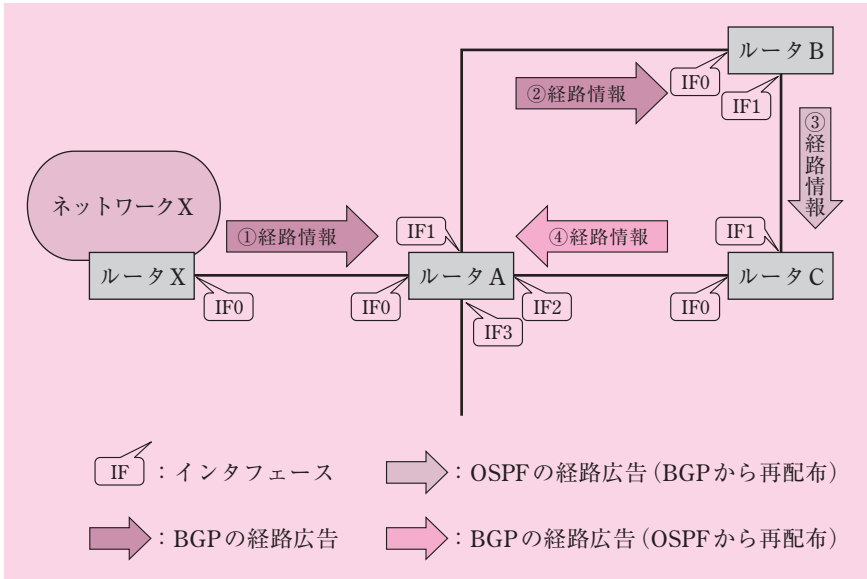 ルータB
IF0
②経路情報
IF1
③経路情報
ネットワークX
①経路情報
IF1
④経路情報
IF1
ルータX
ルータA
ルータC
IF0
IF0
IF2
IF0
IF3
IF：インタフェース
：OSPFの経路広告（BGPから再配布）
：BGPの経路広告
：BGPの経路広告（OSPFから再配布）